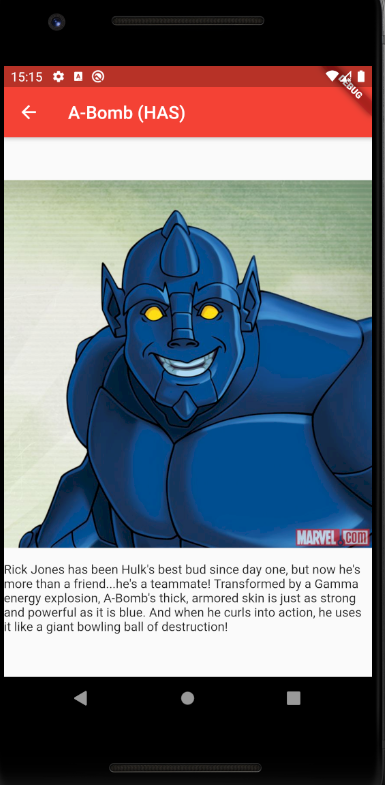 15:15
DEBUG
A-Bomb (HAS)
MARVEL.COM
Rick Jones has been Hulk's best bud since day one, but now he's
more than a friend...he's a teammate! Transformed by a Gamma
energy explosion, A-Bomb's thick, armored skin is just as strong
and powerful as it is blue. And when he curls into action, he uses
it like a giant bowling ball of destruction!